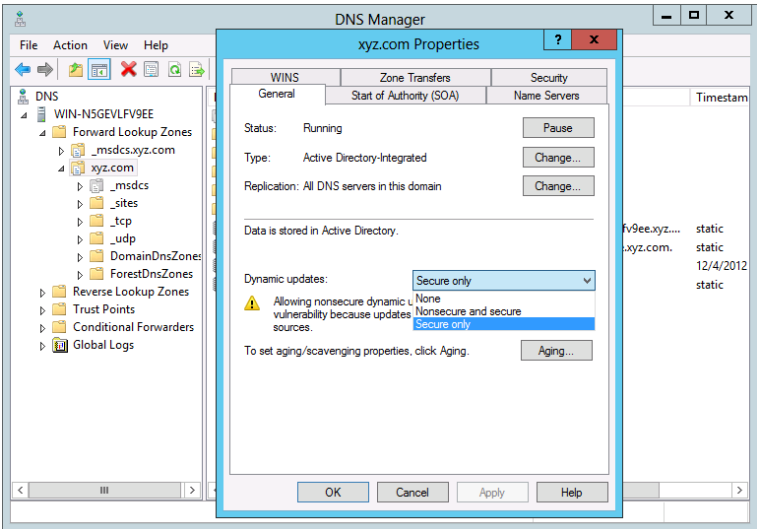 DNS Manager
File Action View Help
DNS
WIN-N5GEVLFV9EE
Forward Lookup Zones
_msdcs.xyz.com
xyz.com
_msdcs
_sites
_tcp
_udp
DomainDnsZones
ForestDnsZones
Reverse Lookup Zones
Trust Points
Conditional Forwarders
Global Logs
xyz.com Properties
?
x
WINS Zone Transfers Security
General Start of Authority (SOA) Name Servers
Status: Running Pause
Type: Active Directory-Integrated Change...
Replication: All DNS servers in this domain Change...
Data is stored in Active Directory.
Dynamic updates: Secure only
None
Nonsecure and secure
Secure only
Allowing nonsecure dynamic u
vulnerability because updates
sources.
To set aging/scavenging properties, click Aging. Aging...
OK Cancel Apply Help
Timestam
fv9ee.xyz.... static
.xyz.com. static
12/4/2012
static